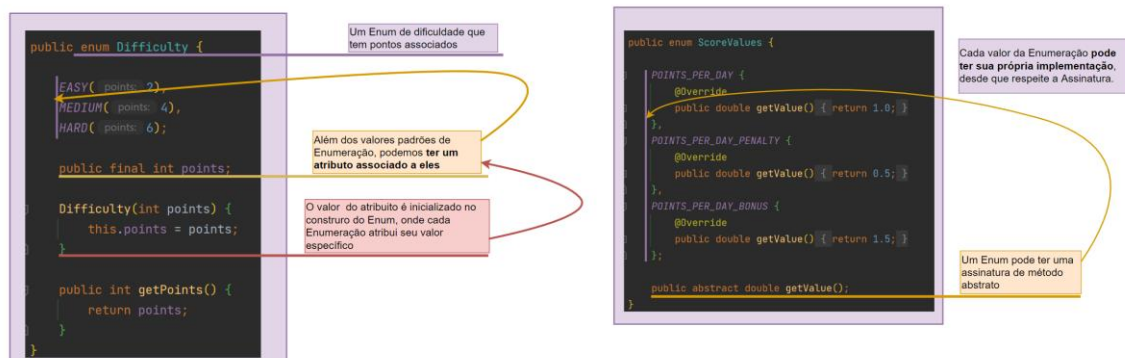 public enum Difficulty {
EASY( points: 2),
MEDIUM( points: 4),
HARD( points: 6);
public final int points;
Difficulty(int points) {
this.points = points;
}
public int getPoints() {
return points;
}
}
Um Enum de dificuldade que
tem pontos associados
Além dos valores padrões de
Enumeração, podemos ter um
atributo associado a eles
O valor  do atribuito é inicializado no
construro do Enum, onde cada
Enumeração atribui seu valor
específico
public enum ScoreValues {
POINTS_PER_DAY {
@Override
public double getValue() { return 1.0; }
},
POINTS_PER_DAY_PENALTY {
@Override
public double getValue() { return 0.5; }
},
POINTS_PER_DAY_BONUS {
@Override
public double getValue() { return 1.5; }
};
public abstract double getValue();
}
Cada valor da Enumeração pode
ter sua própria implementação,
desde que respeite a Assinatura.
Um Enum pode ter uma
assinatura de método
abstrato